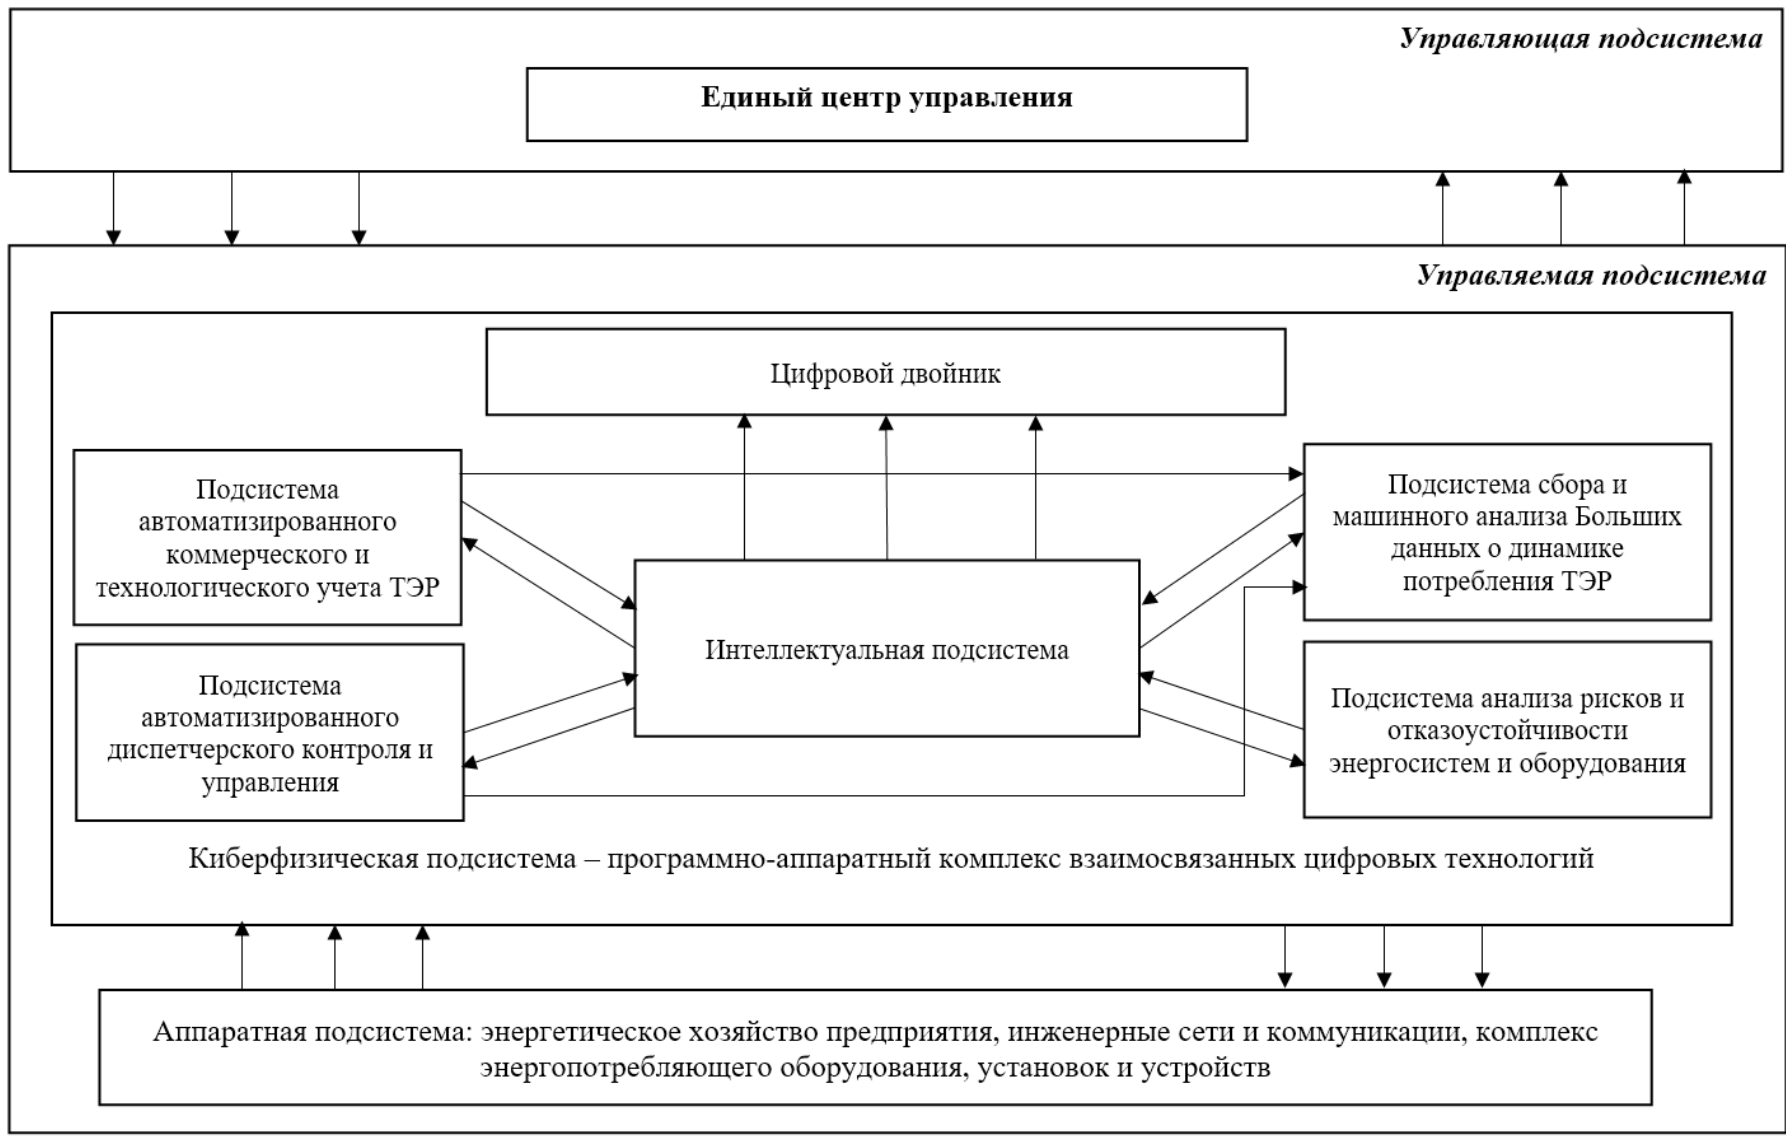 Управляющая подсистема
Единый центр управления
Управляемая подсистема
Цифровой двойник
Подсистема
автоматизированного
коммерческого и
технологического учета ТЭР
Подсистема сбора и
машинного анализа Больших
данных о динамике
потребления ТЭР
Интеллектуальная подсистема
Подсистема
автоматизированного
диспетчерского контроля и
управления
Подсистема анализа рисков и
отказоустойчивости
энергосистем и оборудования
Киберфизическая подсистема – программно-аппаратный комплекс взаимосвязанных цифровых технологий
Аппаратная подсистема: энергетическое хозяйство предприятия, инженерные сети и коммуникации, комплекс
энергопотребляющего оборудования, установок и устройств